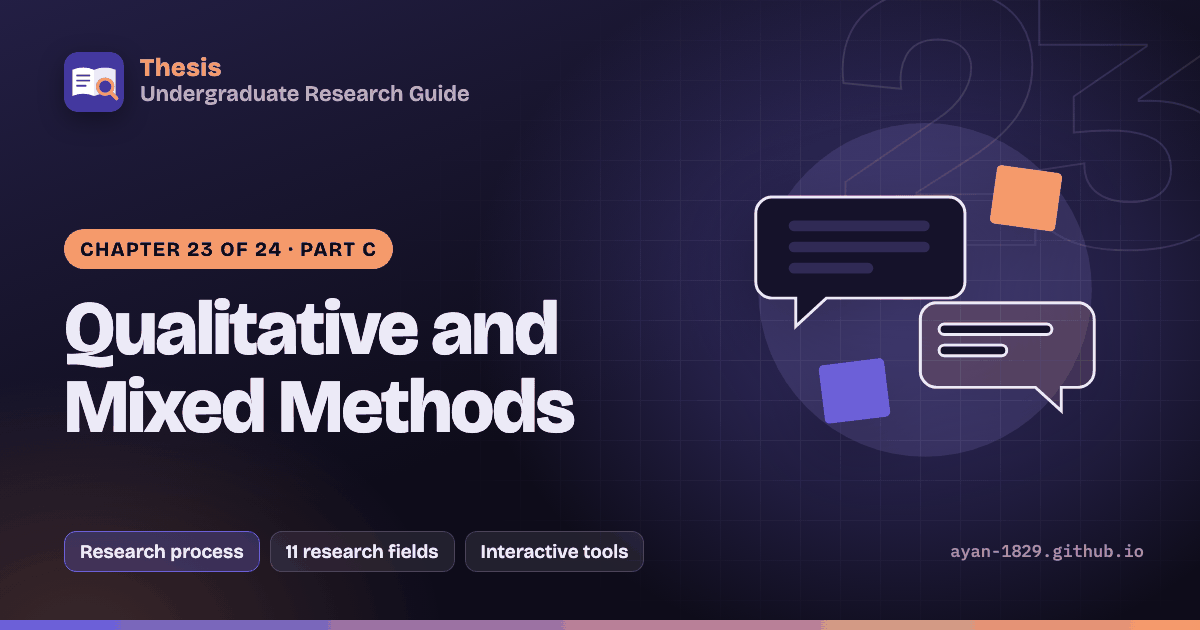 23
Thesis
Undergraduate Research Guide
CHAPTER 23 OF 24 · PART C
Qualitative and
Mixed Methods
Research process
11 research fields
Interactive tools
ayan-1829.github.io